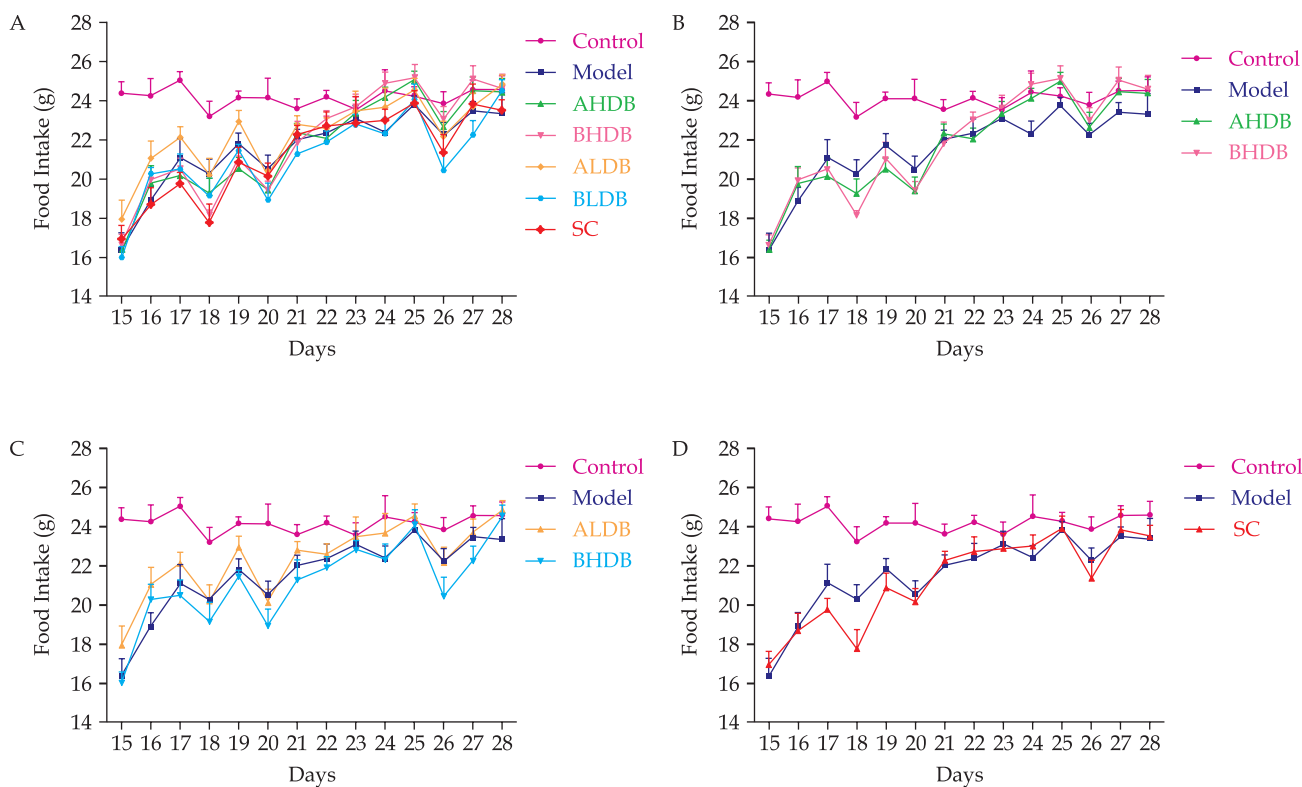 A
28
26
24
22
20
18
16
14
Food Intake (g)
15 16 17 18 19 20 21 22 23 24 25 26 27 28
Days
Control
Model
AHDB
BHDB
ALDB
BLDB
SC
B
28
26
24
22
20
18
16
14
Food Intake (g)
15 16 17 18 19 20 21 22 23 24 25 26 27 28
Days
Control
Model
AHDB
BHDB
C
28
26
24
22
20
18
16
14
Food Intake (g)
15 16 17 18 19 20 21 22 23 24 25 26 27 28
Days
Control
Model
ALDB
BHDB
D
28
26
24
22
20
18
16
14
Food Intake (g)
15 16 17 18 19 20 21 22 23 24 25 26 27 28
Days
Control
Model
SC